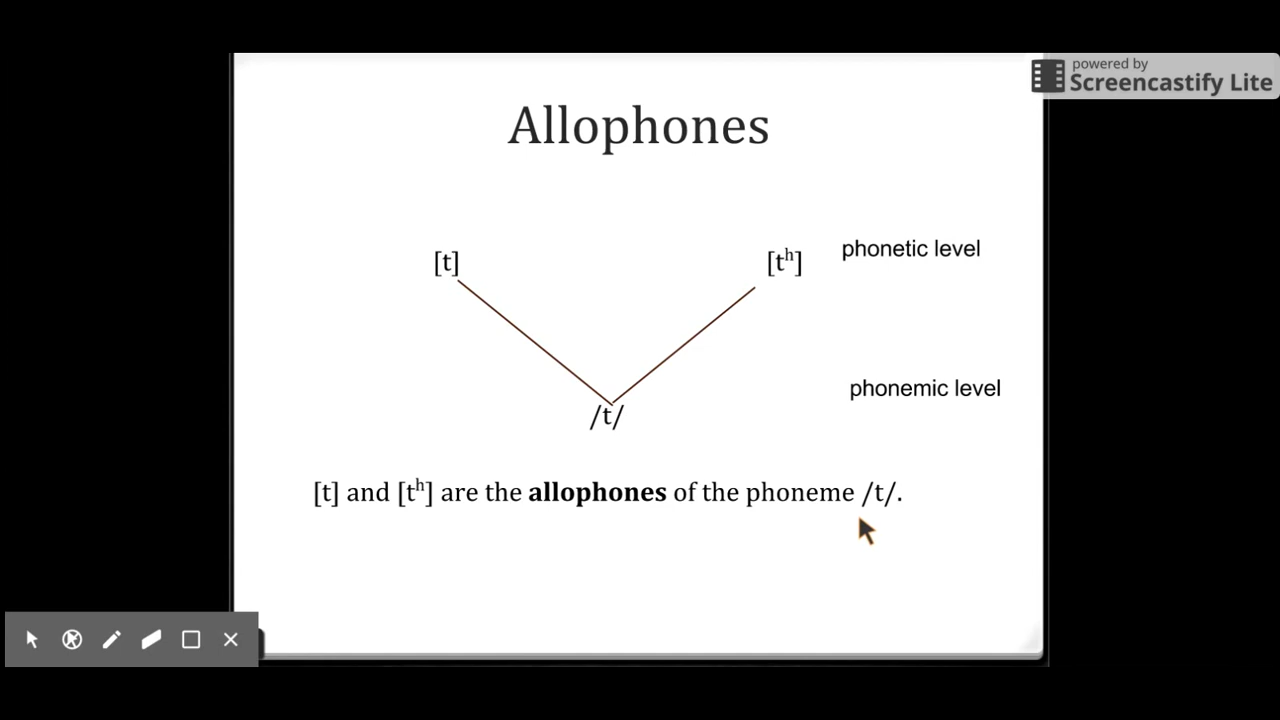 powered by
Screencastify Lite
Allophones
[t]
[tʰ]
phonetic level
phonemic level
/t/
[t] and [tʰ] are the allophones of the phoneme /t/.